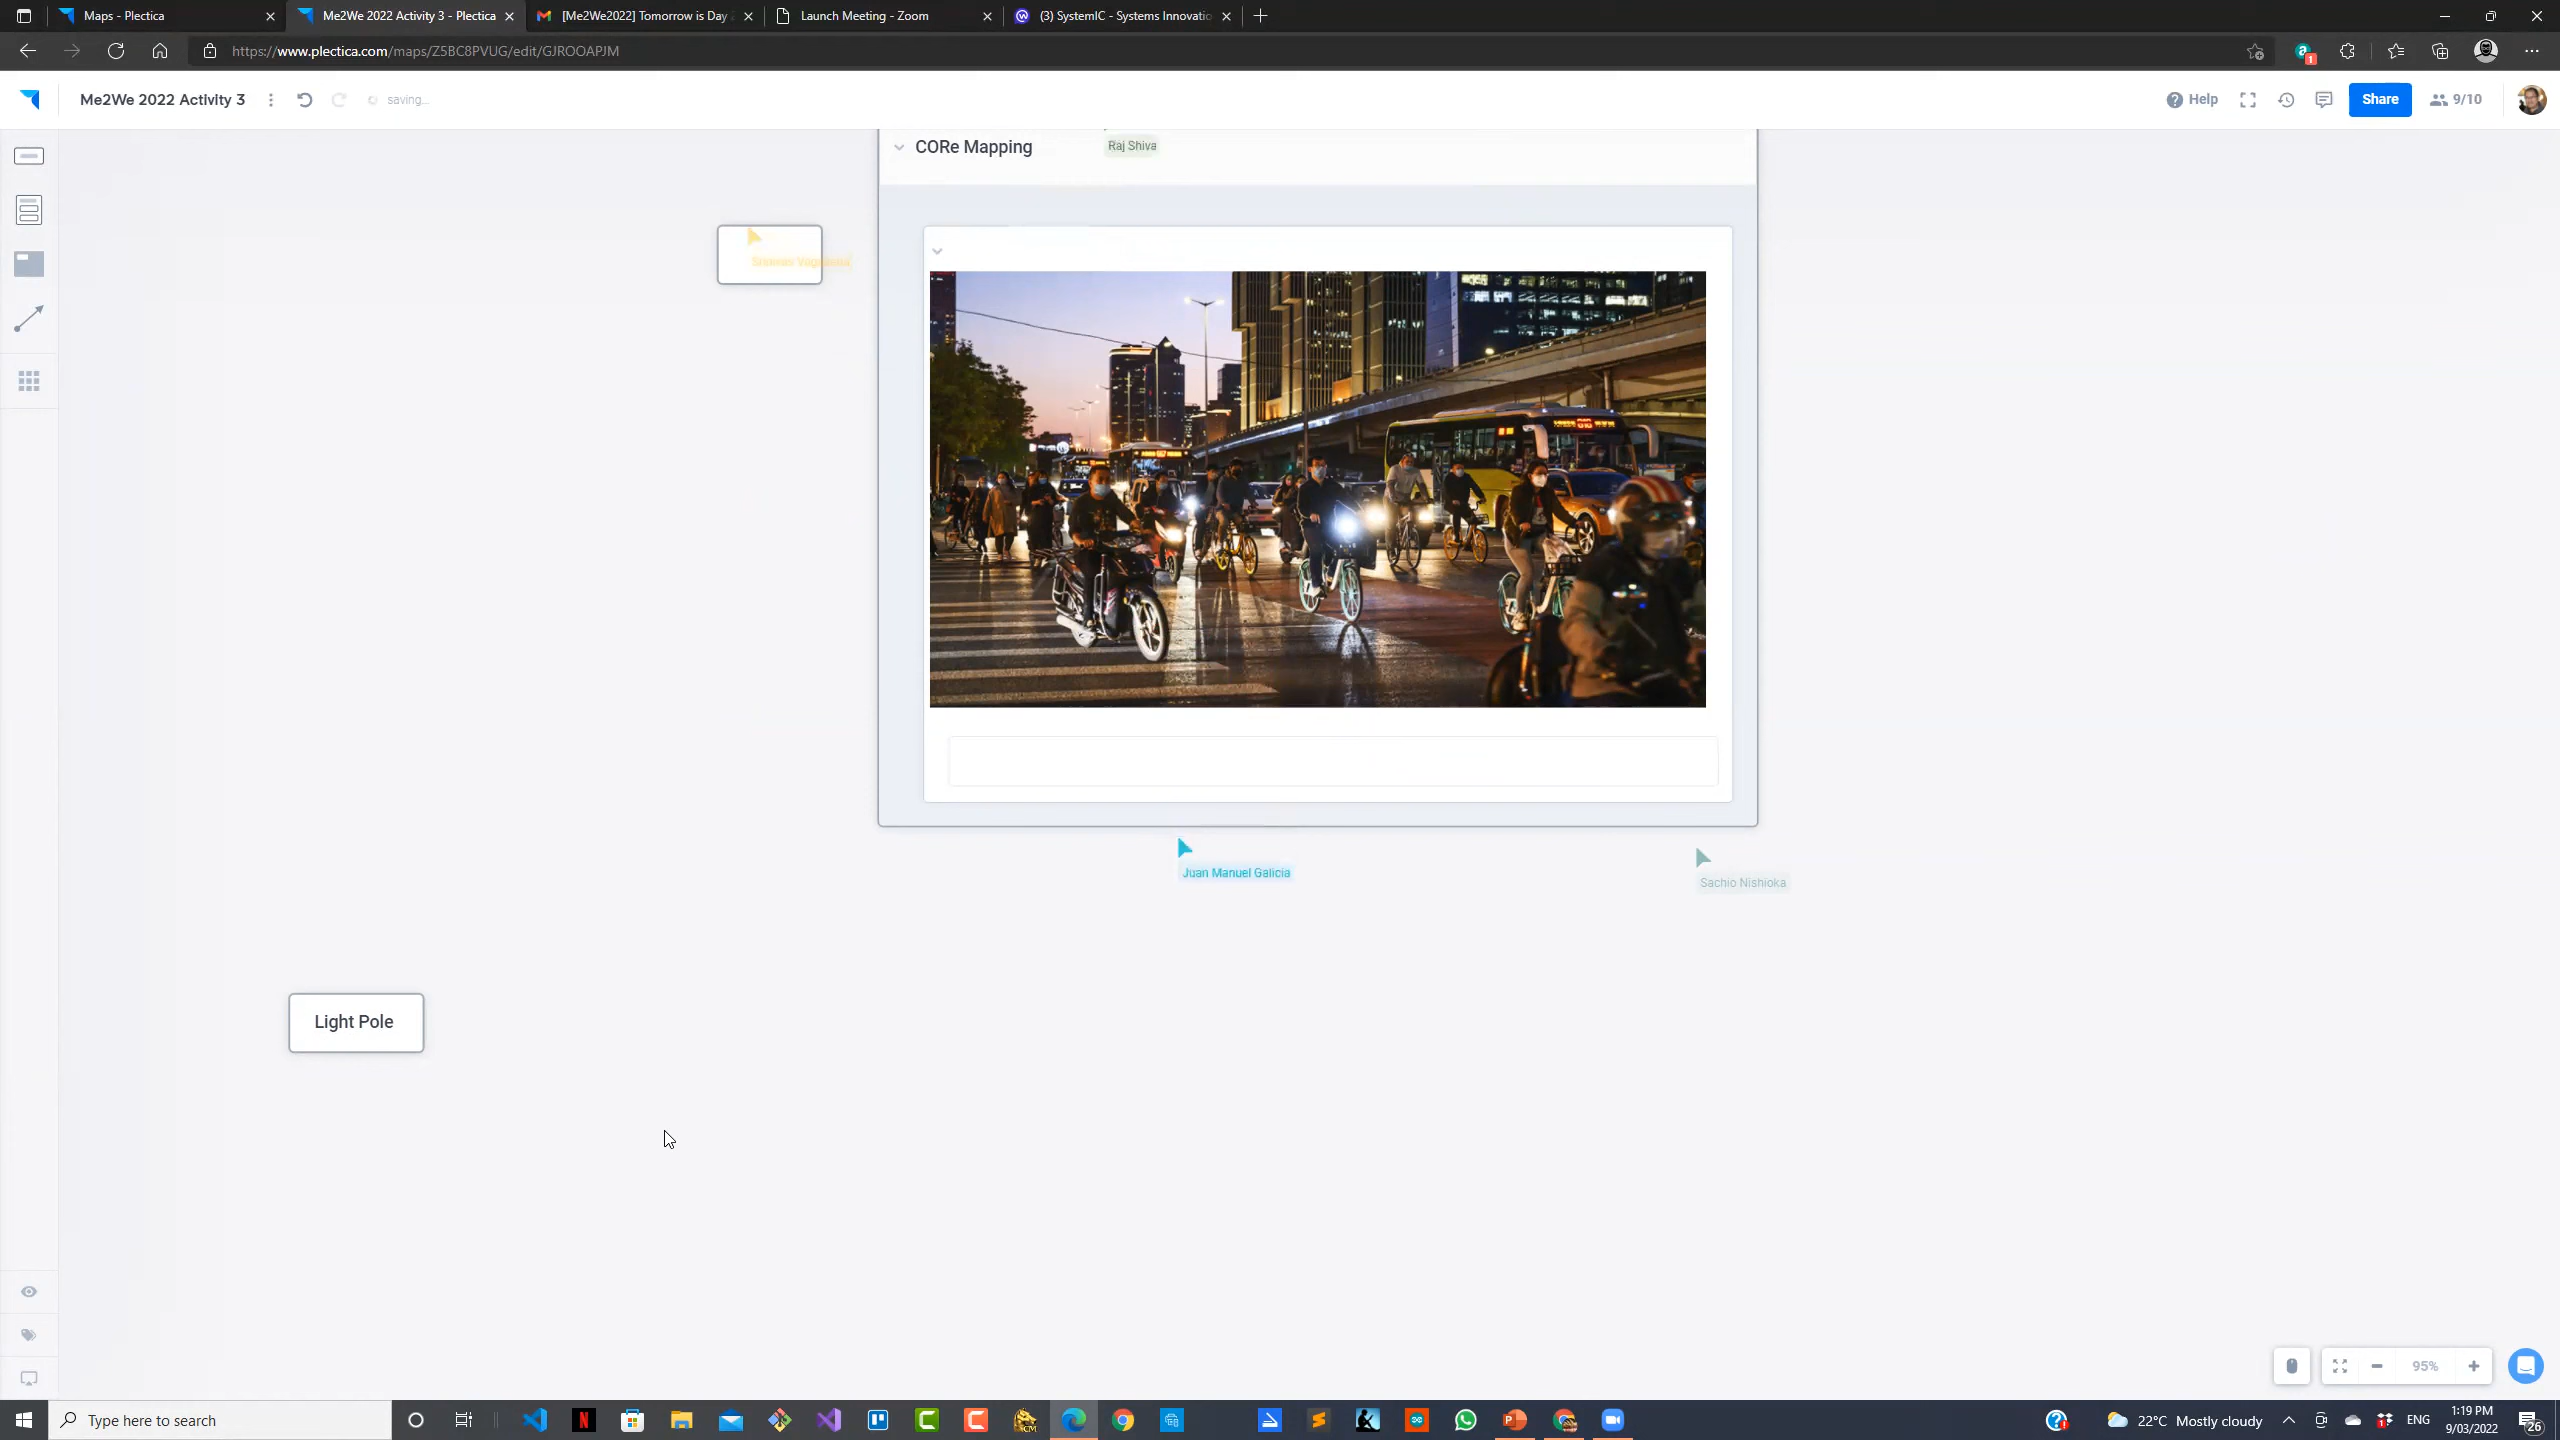 Maps - Plectica
Me2We 2022 Activity 3 - Plectica
[Me2We2022] Tomorrow is Day
Launch Meeting - Zoom
(3) SystemIC - Systems Innovatio
https://www.plectica.com/maps/Z5BC8PVUG/edit/GJROOAPJM
1
Me2We 2022 Activity 3
saving...
Help
Share
9/10
CORe Mapping
Raj Shiva
Juan Manuel Galicia
Sachio Nishioka
Light Pole
95%
Type here to search
22°C Mostly cloudy
ENG
1:19 PM
9/03/2022
26